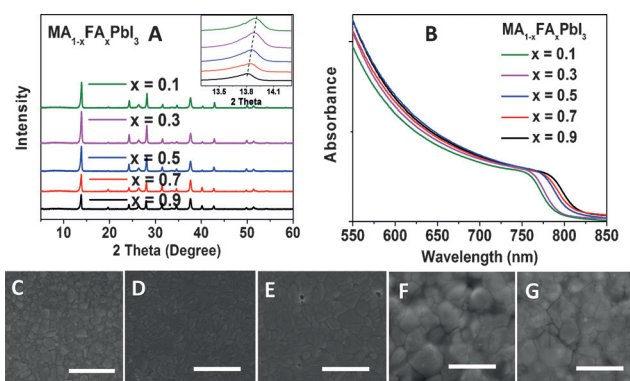 MA1-xFAxPbI3 A
x = 0.1
x = 0.3
x = 0.5
x = 0.7
x = 0.9
Intensity
10 20 30 40 50 60
2 Theta (Degree)
13.5 13.8 14.1
2 Theta
B
MA1-xFAxPbI3
x = 0.1
x = 0.3
x = 0.5
x = 0.7
x = 0.9
Absorbance
550 600 650 700 750 800 850
Wavelength (nm)
C D E F G